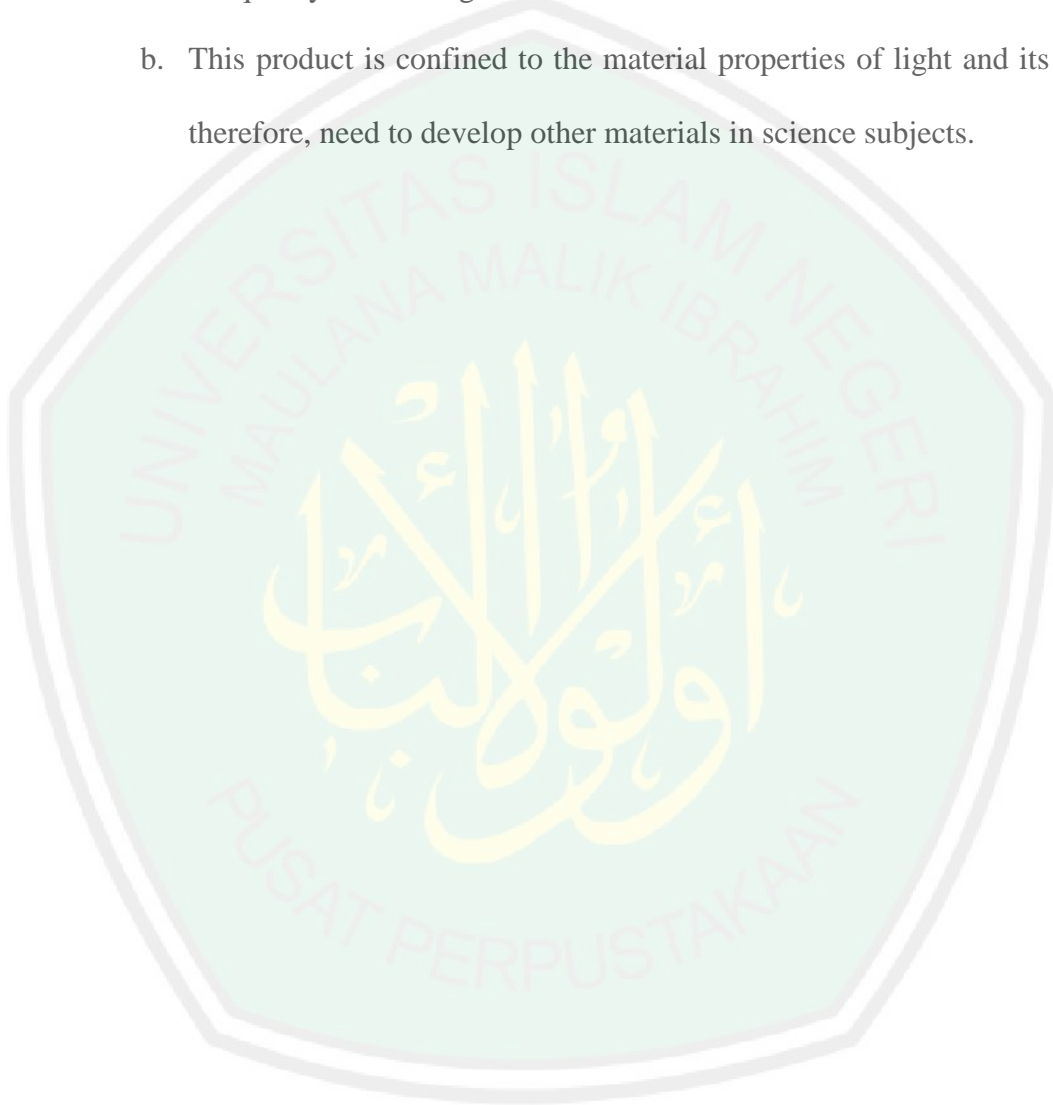 b. This product is confined to the material properties of light and its
therefore, need to develop other materials in science subjects.
UNIVERSITAS ISLAM NEGERI
MAULANA MALIK IBRAHIM
أولوا الألباب
PUSAT PERPUSTAKAAN